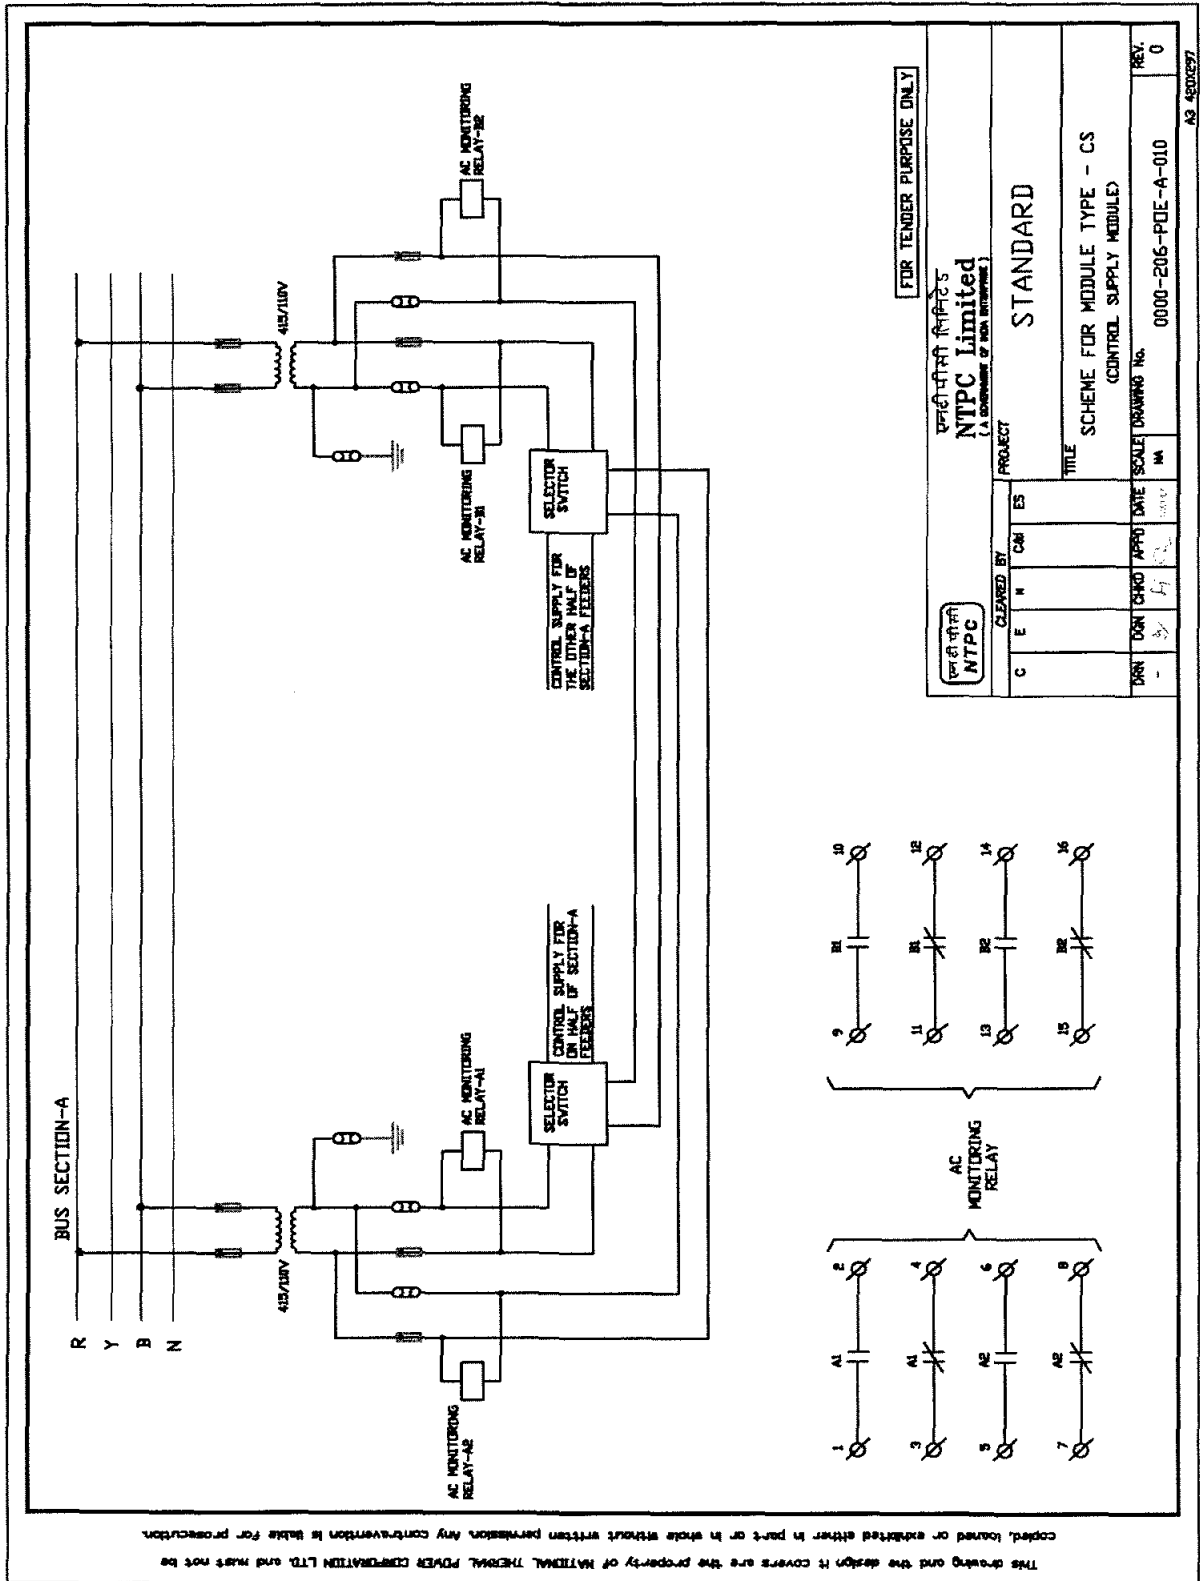 BUS SECTION-A
R
Y
B
N
415/110V
415/110V
AC MONITORING
RELAY-A2
AC MONITORING
RELAY-A1
AC MONITORING
RELAY-B1
AC MONITORING
RELAY-B2
SELECTOR
SWITCH
CONTROL SUPPLY FOR
ON HALF OF SECTION-A
FEEDERS
CONTROL SUPPLY FOR
THE OTHER HALF OF
SECTION-A FEEDERS
SELECTOR
SWITCH
1 A1 2
3 A1 4
5 A2 6
7 A2 8
AC
MONITORING
RELAY
9 B1 10
11 B1 12
13 B2 14
15 B2 16
FOR TENDER PURPOSE ONLY
एनटीपीसी
NTPC
एनटीपीसी लिमिटेड
NTPC Limited
( A GOVERNMENT OF INDIA ENTERPRISE )
CLEARED BY
C E M C&I ES
PROJECT
STANDARD
TITLE
SCHEME FOR MODULE TYPE - CS
(CONTROL SUPPLY MODULE)
DRN DGN CHKD APPD DATE SCALE DRAWING No. REV.
- NA 0000-206-POE-A-010 0
A3 420X297
This drawing and the design it covers are the property of NATIONAL THERMAL POWER CORPORATION LTD. and must not be
copied, loaned or exhibited either in part or in whole without written permission. Any contravention is liable for prosecution.